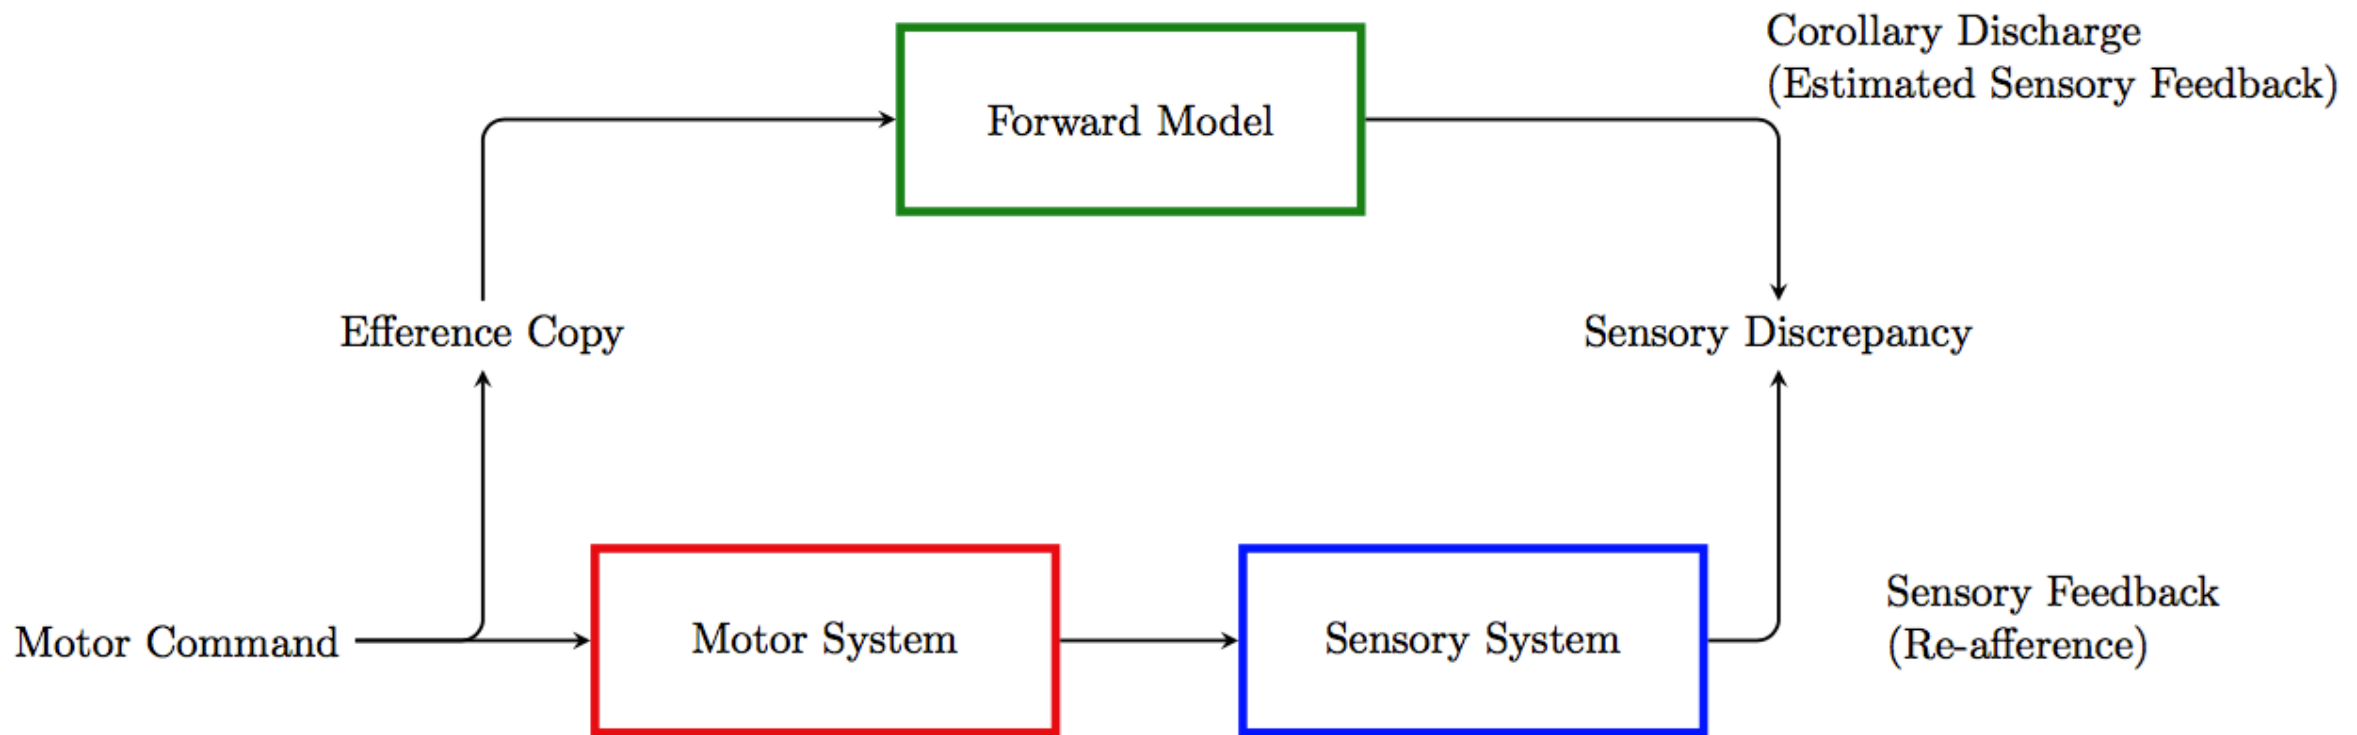 Corollary Discharge
(Estimated Sensory Feedback)
Forward Model
Efference Copy
Sensory Discrepancy
Motor Command
Motor System
Sensory System
Sensory Feedback
(Re-afference)